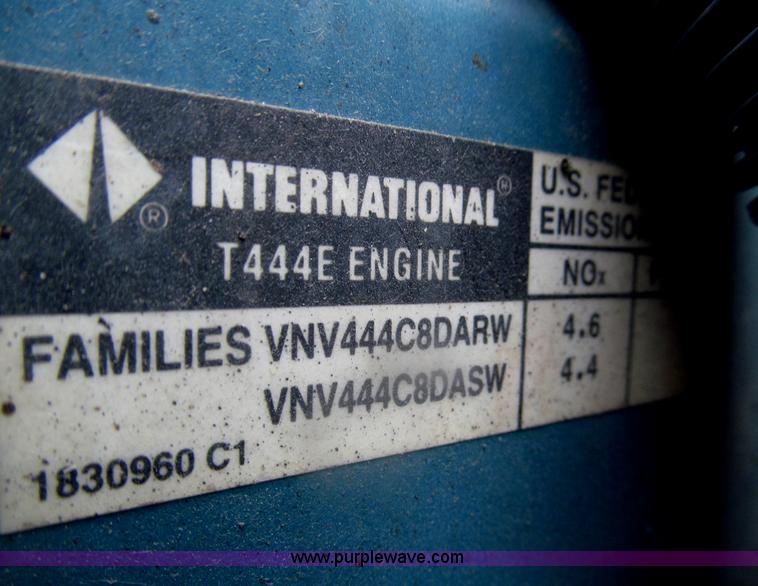 INTERNATIONAL®
®
T444E ENGINE
U.S.
NOx
FAMILIES VNV444C8DARW 4.6
VNV444C8DASW 4.4
1830960 C1
www.purplewave.com